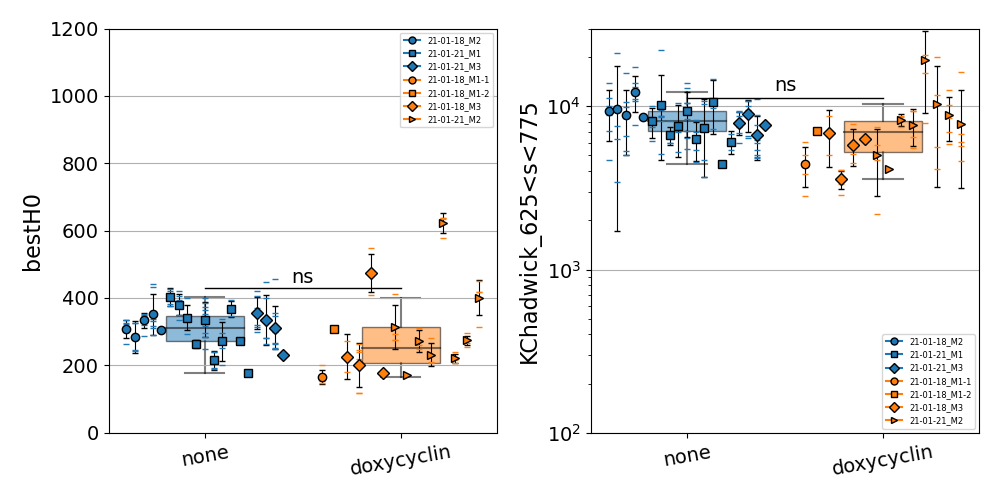 bestH0
1200
1000
800
600
400
200
0
ns
none
doxycyclin
21-01-18_M2
21-01-21_M1
21-01-21_M3
21-01-18_M1-1
21-01-18_M1-2
21-01-18_M3
21-01-21_M2
KChadwick_625<s<775
10^4
10^3
10^2
ns
none
doxycyclin
21-01-18_M2
21-01-21_M1
21-01-21_M3
21-01-18_M1-1
21-01-18_M1-2
21-01-18_M3
21-01-21_M2